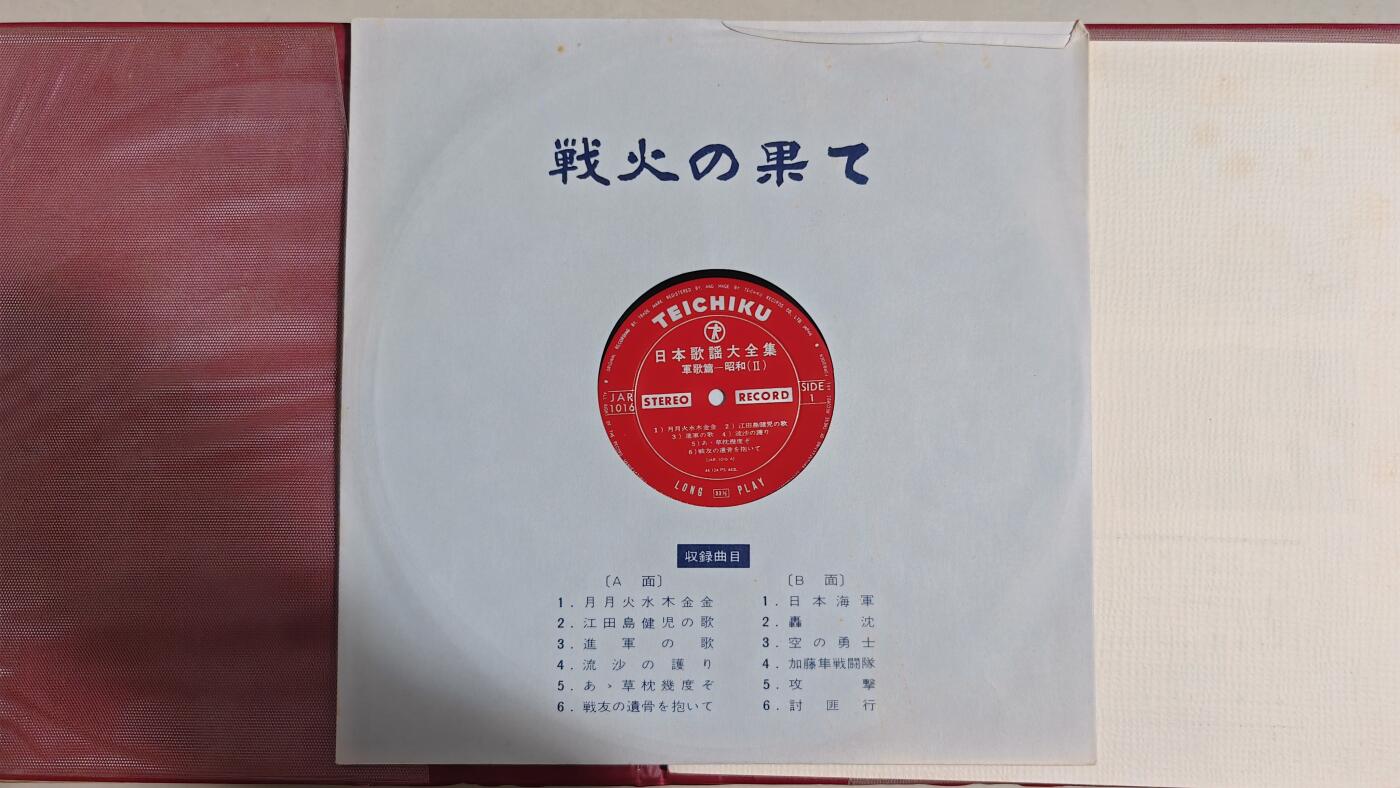 戦火の果て
TEICHIKU
日本歌謡大全集
軍歌篇―昭和(Ⅱ)
JAR
1016
STEREO
RECORD
SIDE
1
1)月月火水木金金 2)江田島健児の歌
3)進軍の歌 4)流沙の護り
5)あゝ草枕幾度ぞ
6)戦友の遺骨を抱いて
(JAR. 1016 A)
LONG 33⅓ PLAY
収録曲目
〔A 面〕
1. 月月火水木金金
2. 江田島健児の歌
3. 進軍の歌
4. 流沙の護り
5. あゝ草枕幾度ぞ
6. 戦友の遺骨を抱いて
〔B 面〕
1. 日本海軍
2. 轟沈
3. 空の勇士
4. 加藤隼戦闘隊
5. 攻撃
6. 討匪行